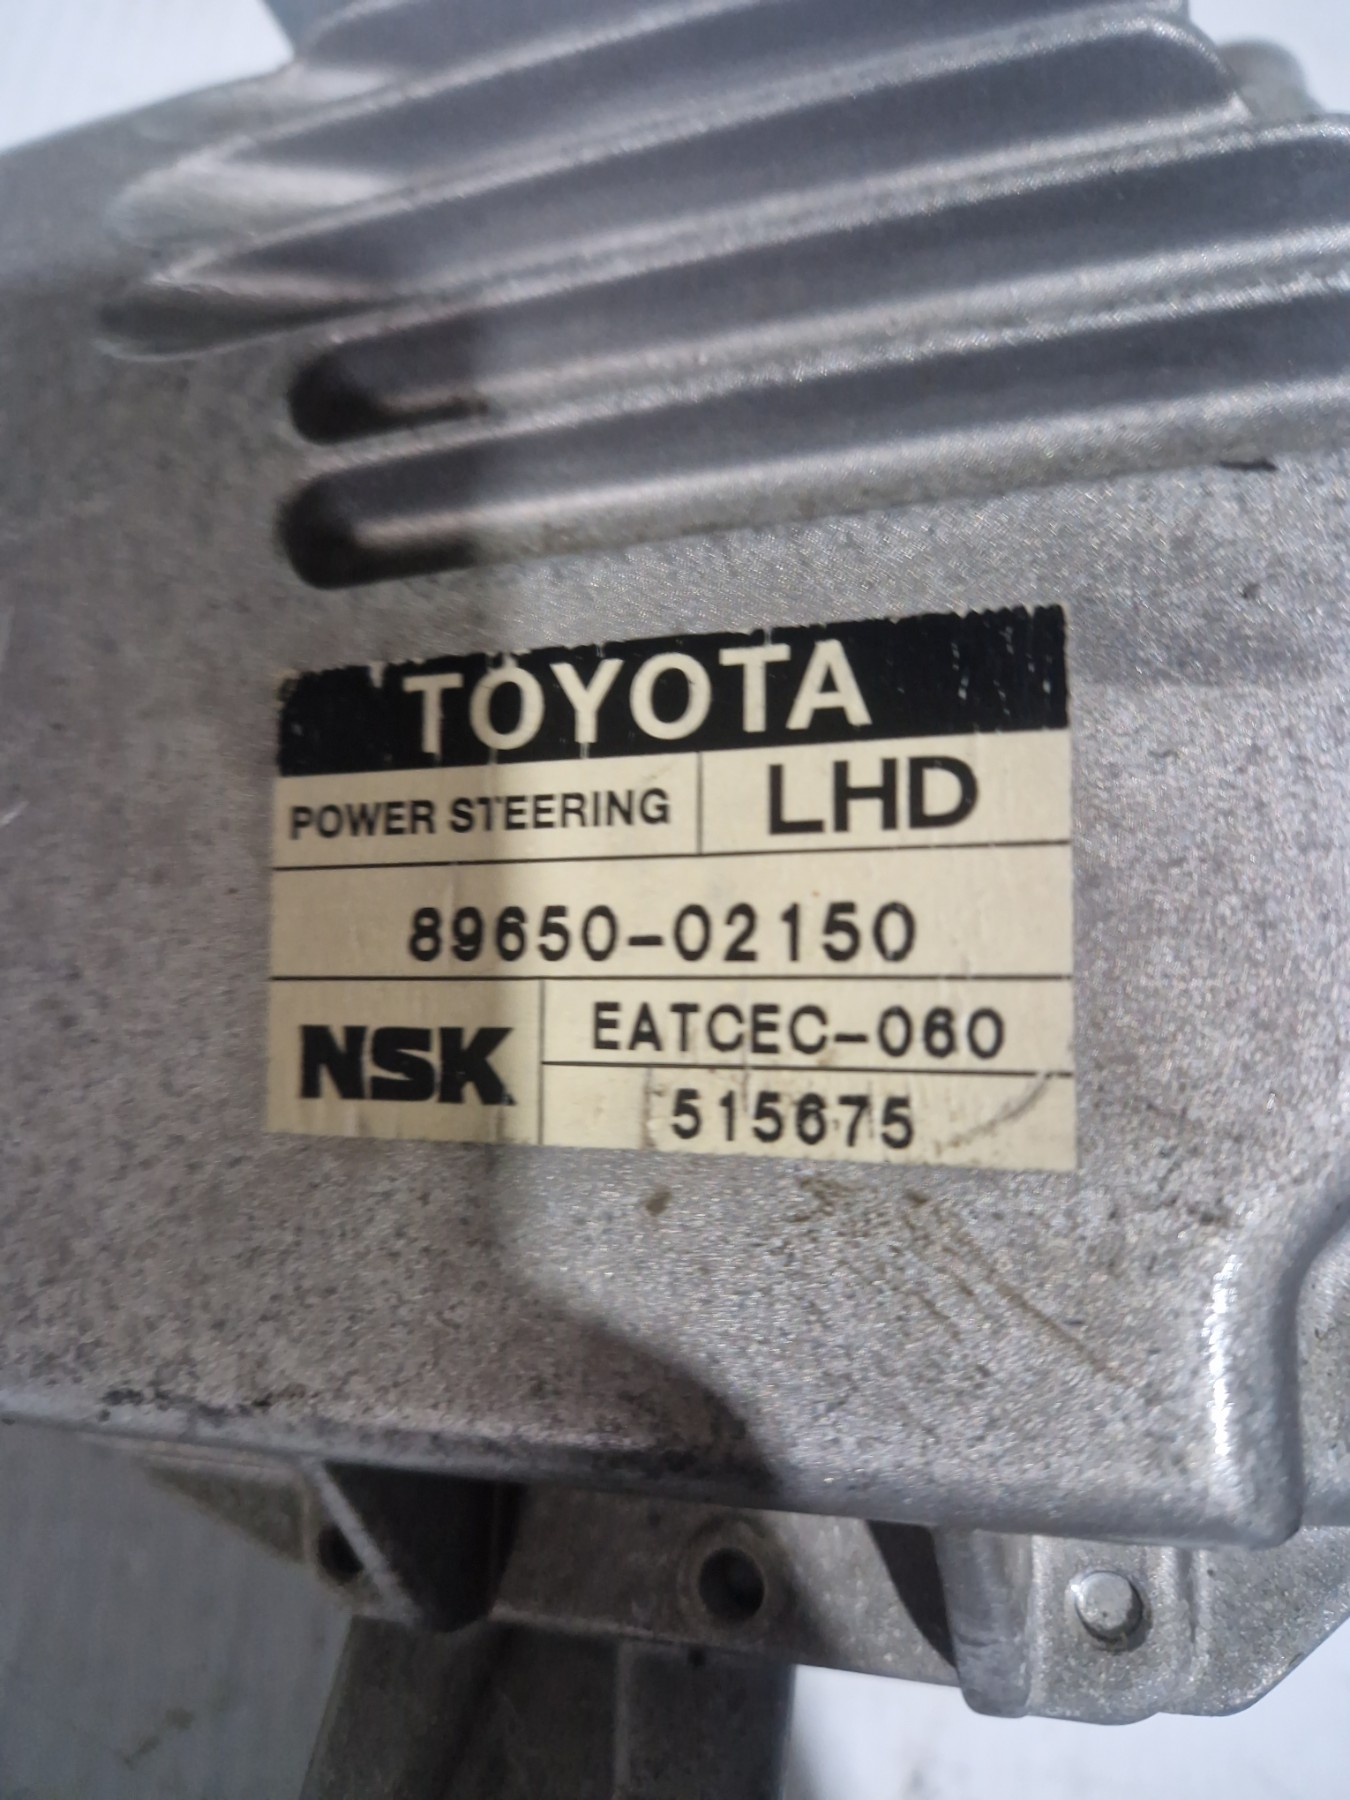 TOYOTA
POWER STEERING LHD
89650-02150
NSK EATCEC-060
515675